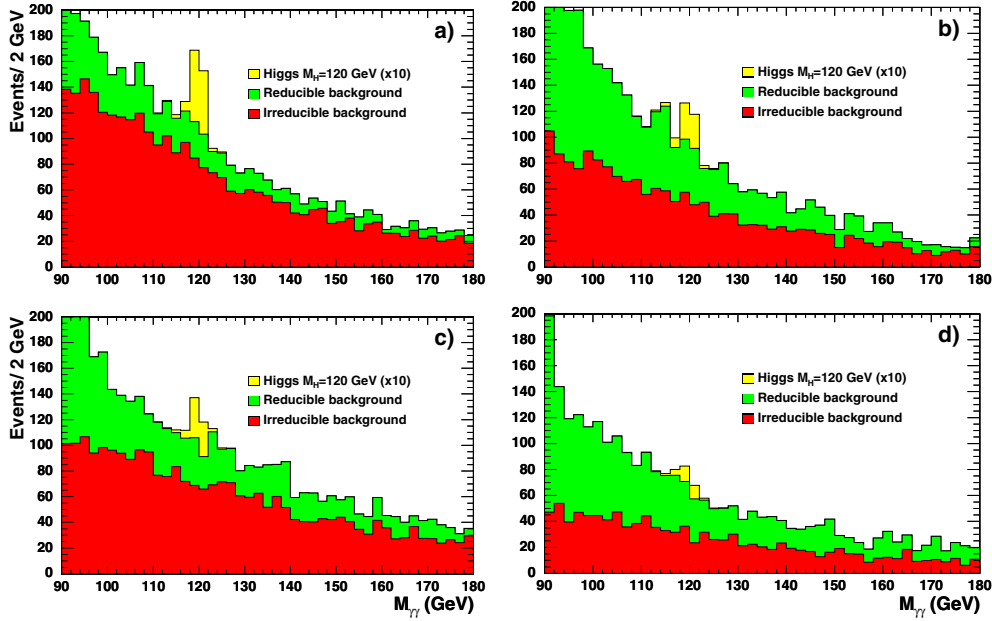 Events/ 2 GeV
a)
Higgs M_H=120 GeV (x10)
Reducible background
Irreducible background
0 20 40 60 80 100 120 140 160 180 200
90 100 110 120 130 140 150 160 170 180
b)
Higgs M_H=120 GeV (x10)
Reducible background
Irreducible background
0 20 40 60 80 100 120 140 160 180 200
90 100 110 120 130 140 150 160 170 180
Events/ 2 GeV
c)
Higgs M_H=120 GeV (x10)
Reducible background
Irreducible background
0 20 40 60 80 100 120 140 160 180 200
90 100 110 120 130 140 150 160 170 180
M_γγ (GeV)
d)
Higgs M_H=120 GeV (x10)
Reducible background
Irreducible background
0 20 40 60 80 100 120 140 160 180 200
90 100 110 120 130 140 150 160 170 180
M_γγ (GeV)